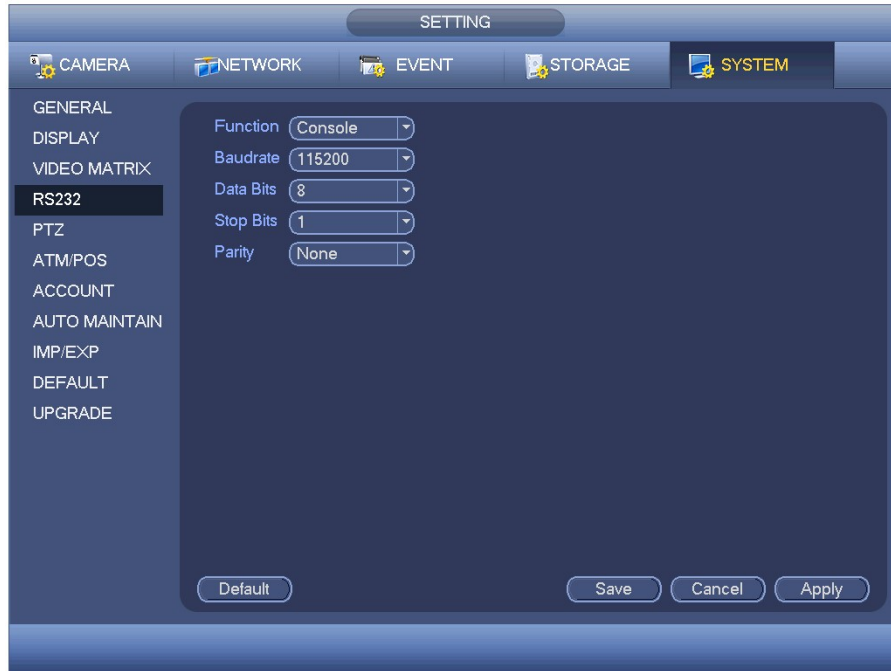 SETTING
CAMERA
NETWORK
EVENT
STORAGE
SYSTEM
GENERAL
DISPLAY
VIDEO MATRIX
RS232
PTZ
ATM/POS
ACCOUNT
AUTO MAINTAIN
IMP/EXP
DEFAULT
UPGRADE
Function Console
Baudrate 115200
Data Bits 8
Stop Bits 1
Parity None
Default
Save
Cancel
Apply